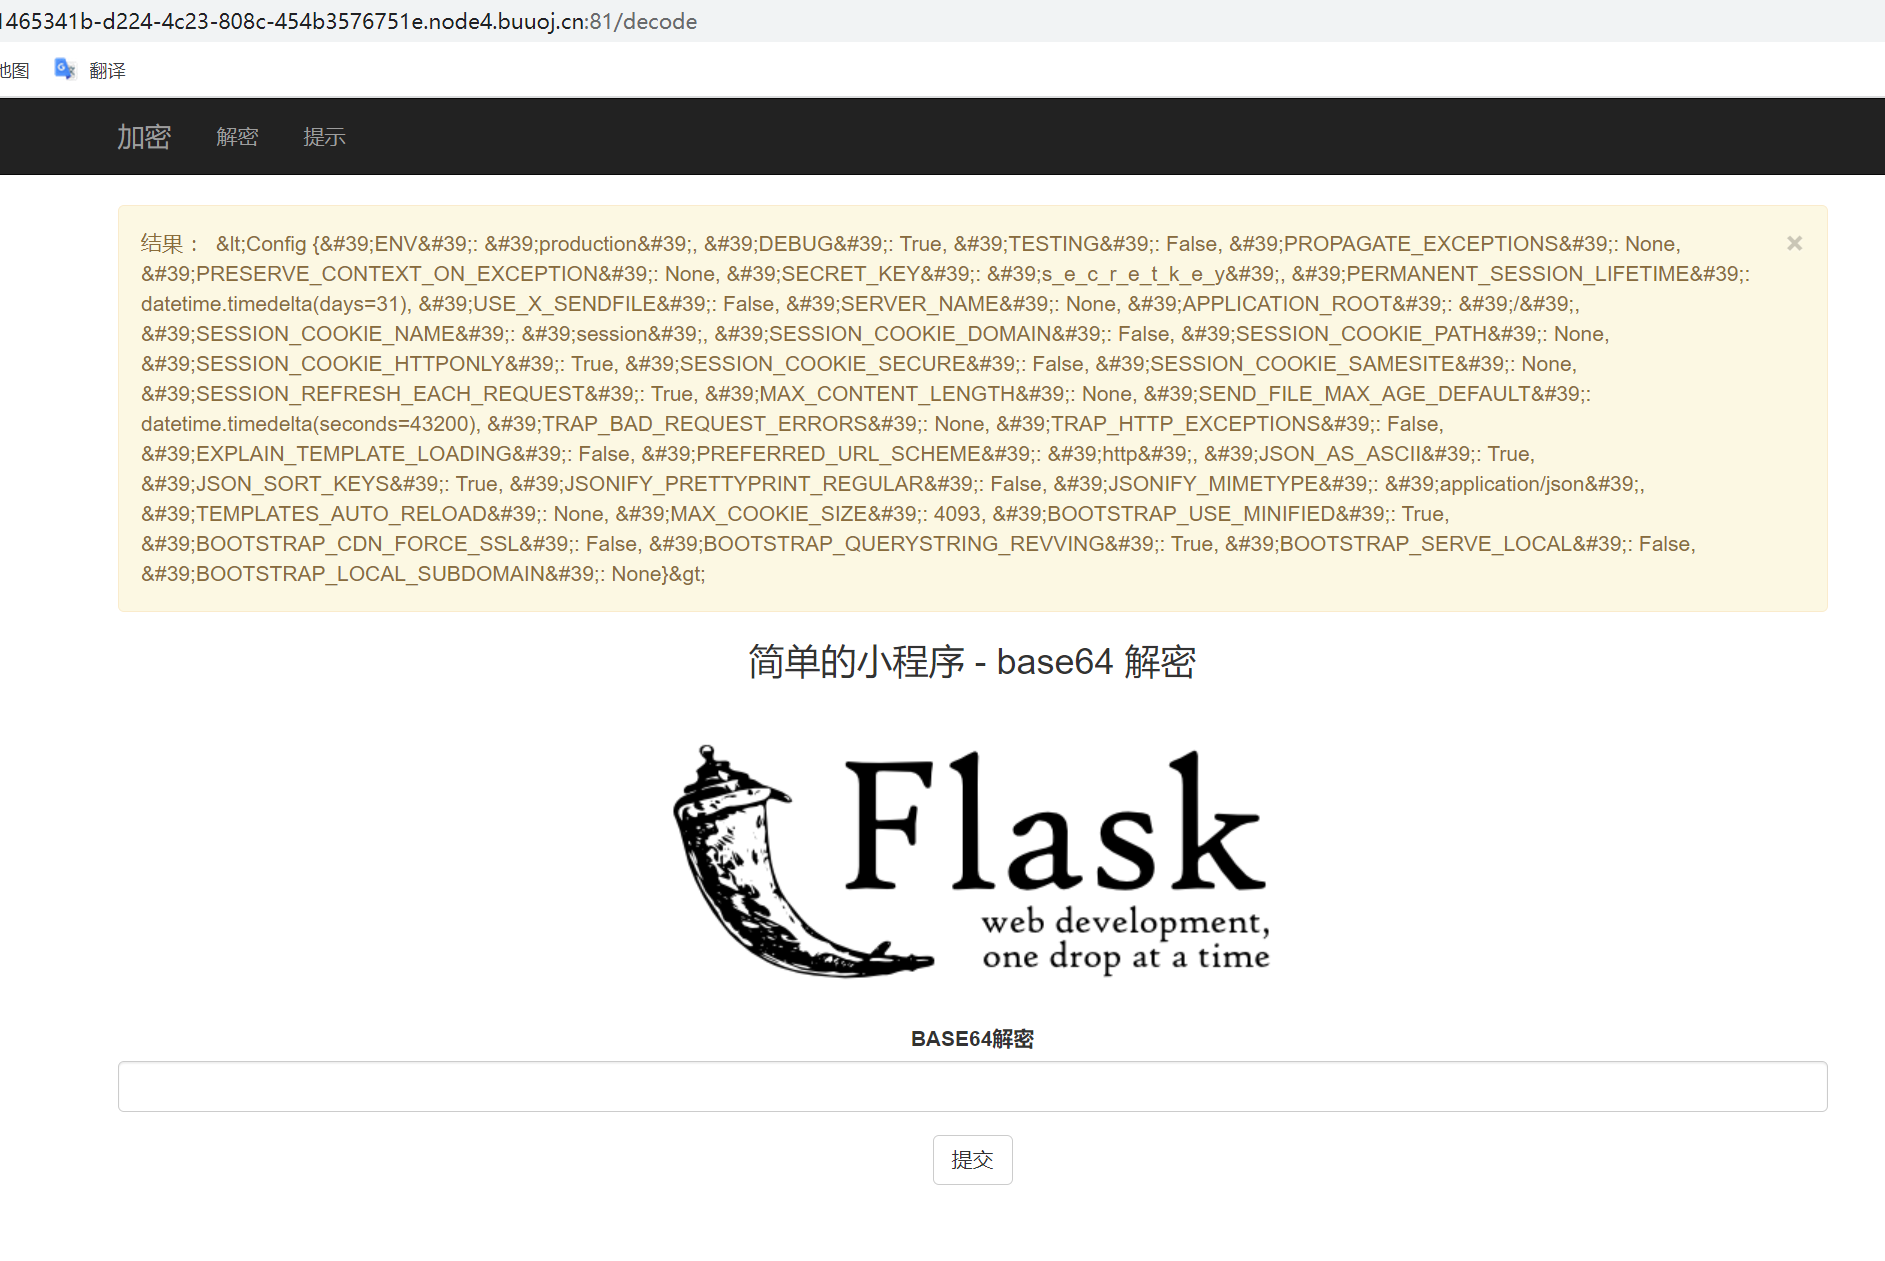 1465341b-d224-4c23-808c-454b3576751e.node4.buuoj.cn:81/decode
地图 翻译
加密 解密 提示
结果 : &lt;Config {&#39;ENV&#39;: &#39;production&#39;, &#39;DEBUG&#39;: True, &#39;TESTING&#39;: False, &#39;PROPAGATE_EXCEPTIONS&#39;: None, ×
&#39;PRESERVE_CONTEXT_ON_EXCEPTION&#39;: None, &#39;SECRET_KEY&#39;: &#39;s_e_c_r_e_t_k_e_y&#39;, &#39;PERMANENT_SESSION_LIFETIME&#39;:
datetime.timedelta(days=31), &#39;USE_X_SENDFILE&#39;: False, &#39;SERVER_NAME&#39;: None, &#39;APPLICATION_ROOT&#39;: &#39;/&#39;,
&#39;SESSION_COOKIE_NAME&#39;: &#39;session&#39;, &#39;SESSION_COOKIE_DOMAIN&#39;: False, &#39;SESSION_COOKIE_PATH&#39;: None,
&#39;SESSION_COOKIE_HTTPONLY&#39;: True, &#39;SESSION_COOKIE_SECURE&#39;: False, &#39;SESSION_COOKIE_SAMESITE&#39;: None,
&#39;SESSION_REFRESH_EACH_REQUEST&#39;: True, &#39;MAX_CONTENT_LENGTH&#39;: None, &#39;SEND_FILE_MAX_AGE_DEFAULT&#39;:
datetime.timedelta(seconds=43200), &#39;TRAP_BAD_REQUEST_ERRORS&#39;: None, &#39;TRAP_HTTP_EXCEPTIONS&#39;: False,
&#39;EXPLAIN_TEMPLATE_LOADING&#39;: False, &#39;PREFERRED_URL_SCHEME&#39;: &#39;http&#39;, &#39;JSON_AS_ASCII&#39;: True,
&#39;JSON_SORT_KEYS&#39;: True, &#39;JSONIFY_PRETTYPRINT_REGULAR&#39;: False, &#39;JSONIFY_MIMETYPE&#39;: &#39;application/json&#39;,
&#39;TEMPLATES_AUTO_RELOAD&#39;: None, &#39;MAX_COOKIE_SIZE&#39;: 4093, &#39;BOOTSTRAP_USE_MINIFIED&#39;: True,
&#39;BOOTSTRAP_CDN_FORCE_SSL&#39;: False, &#39;BOOTSTRAP_QUERYSTRING_REVVING&#39;: True, &#39;BOOTSTRAP_SERVE_LOCAL&#39;: False,
&#39;BOOTSTRAP_LOCAL_SUBDOMAIN&#39;: None}&gt;
简单的小程序 - base64 解密
Flask
web development,
one drop at a time
BASE64解密
提交